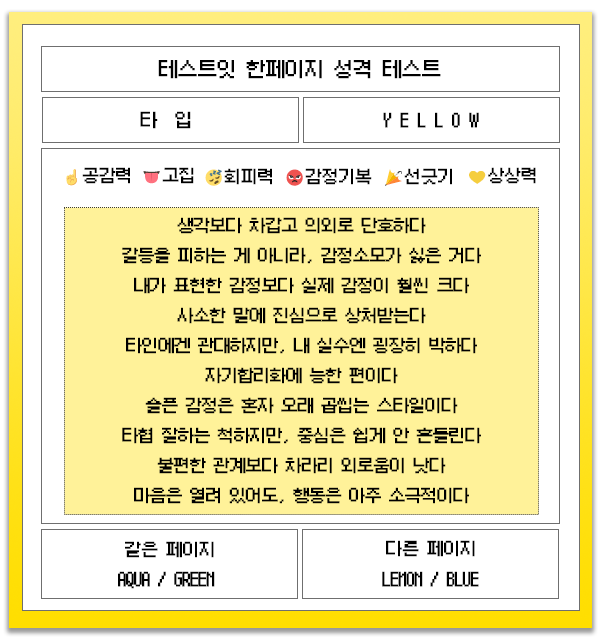 테스트잇 한페이지 성격 테스트
타 입
YELLOW
공감력 고집 회피력 감정기복 선긋기 상상력
생각보다 차갑고 의외로 단호하다
갈등을 피하는 게 아니라, 감정소모가 싫은 거다
내가 표현한 감정보다 실제 감정이 훨씬 크다
사소한 말에 진심으로 상처받는다
타인에겐 관대하지만, 내 실수엔 굉장히 박하다
자기합리화에 능한 편이다
슬픈 감정은 혼자 오래 곱씹는 스타일이다
타협 잘하는 척하지만, 중심은 쉽게 안 흔들린다
불편한 관계보다 차라리 외로움이 낫다
마음은 열려 있어도, 행동은 아주 소극적이다
같은 페이지
AQUA / GREEN
다른 페이지
LEMON / BLUE